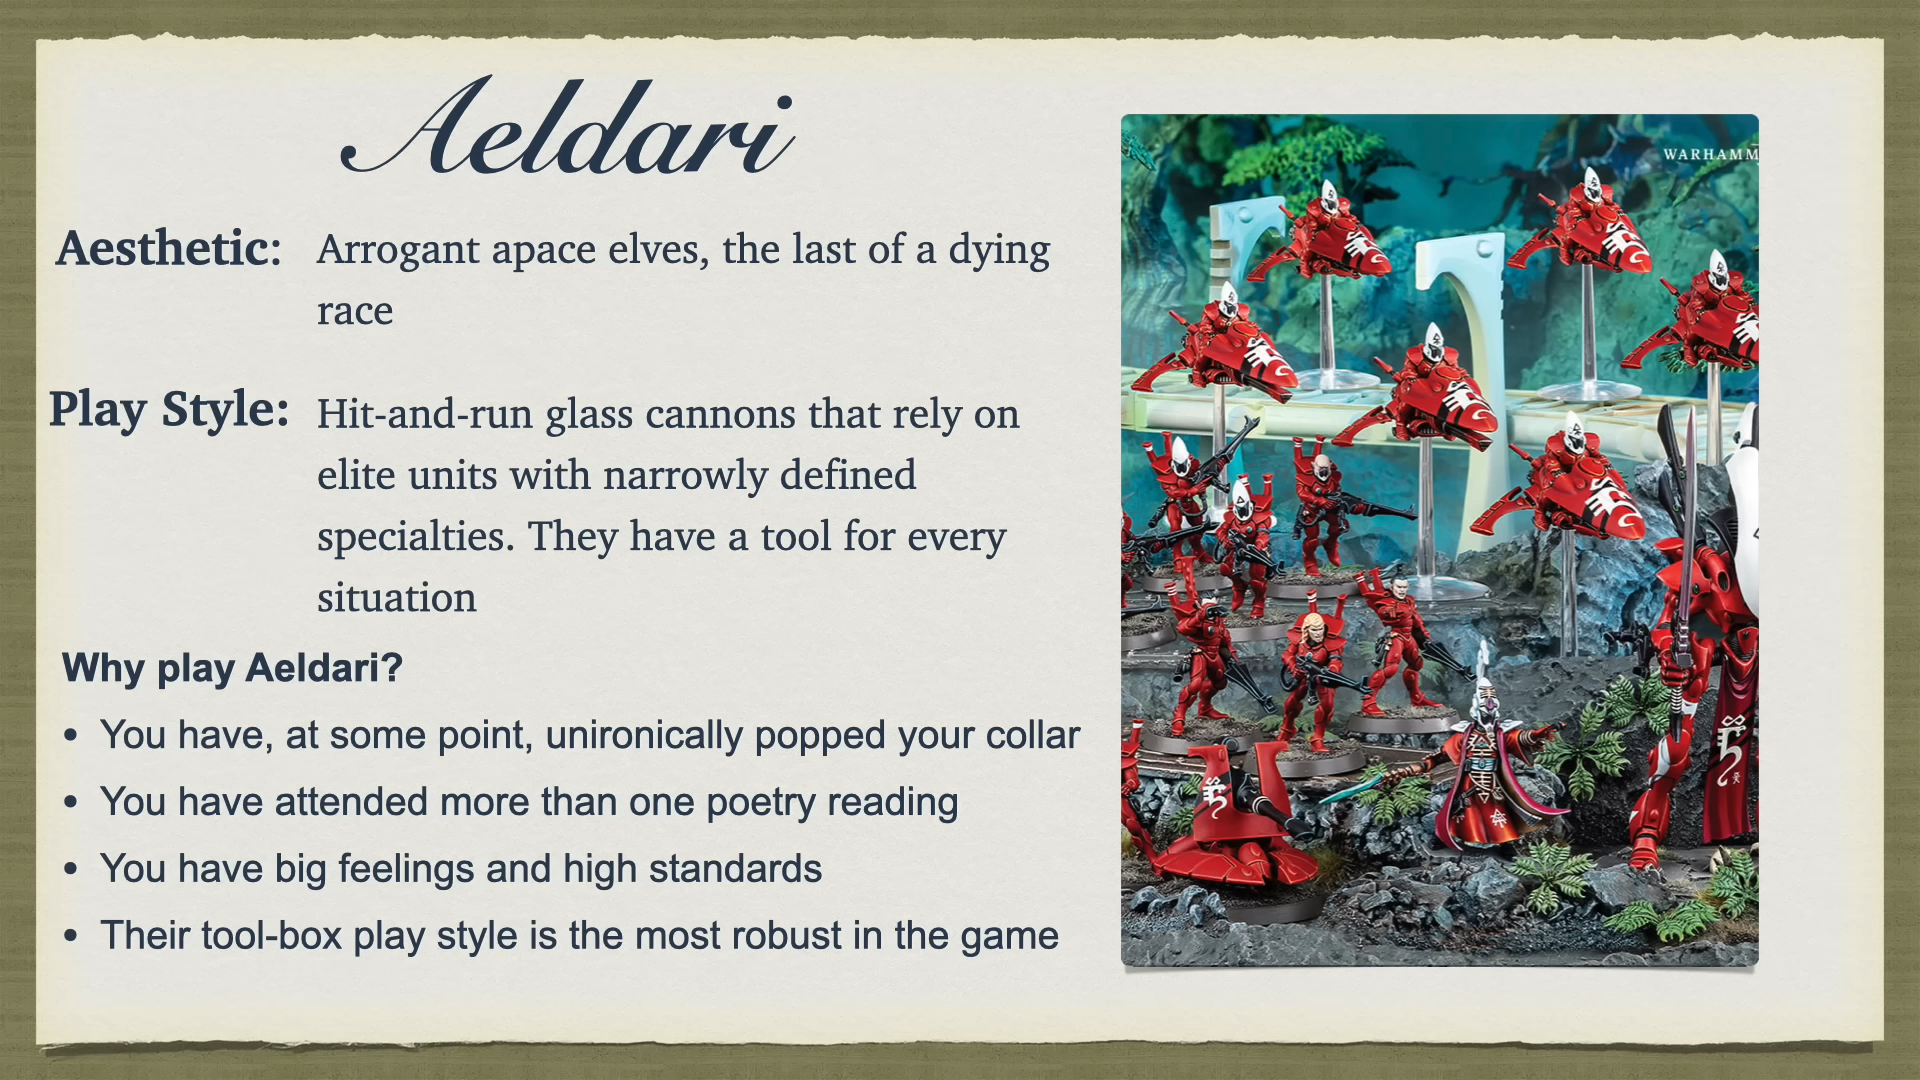 Aeldari
Aesthetic: Arrogant apace elves, the last of a dying
race
Play Style: Hit-and-run glass cannons that rely on
elite units with narrowly defined
specialties. They have a tool for every
situation
Why play Aeldari?
• You have, at some point, unironically popped your collar
• You have attended more than one poetry reading
• You have big feelings and high standards
• Their tool-box play style is the most robust in the game
WARHAMM